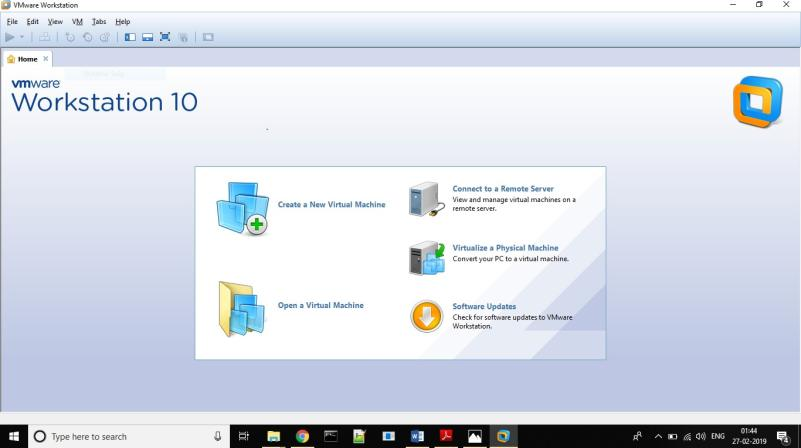 VMware Workstation
File Edit View VM Tabs Help
Home
vmware
Workstation 10
Create a New Virtual Machine
Connect to a Remote Server
View and manage virtual machines on a
remote server.
Virtualize a Physical Machine
Convert your PC to a virtual machine.
Open a Virtual Machine
Software Updates
Check for software updates to VMware
Workstation.
Type here to search
ENG
01:44
27-02-2019
4